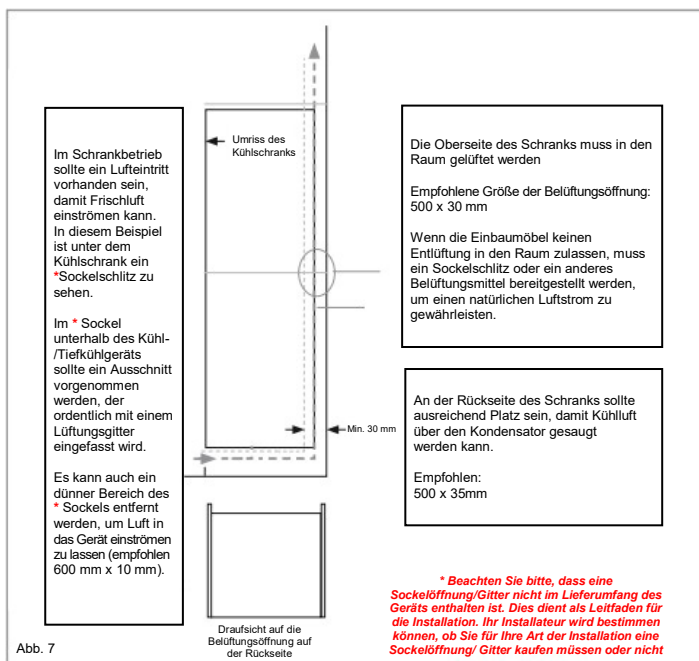 Im Schrankbetrieb
sollte ein Lufteintritt
vorhanden sein,
damit Frischluft
einströmen kann.
In diesem Beispiel
ist unter dem
Kühlschrank ein
*Sockelschlitz zu
sehen.
Im * Sockel
unterhalb des Kühl-
/Tiefkühlgeräts
sollte ein Ausschnitt
vorgenommen
werden, der
ordentlich mit einem
Lüftungsgitter
eingefasst wird.
Es kann auch ein
dünner Bereich des
* Sockels entfernt
werden, um Luft in
das Gerät einströmen
zu lassen (empfohlen
600 mm x 10 mm).
Umriss des
Kühlschranks
Min. 30 mm
Die Oberseite des Schranks muss in den
Raum gelüftet werden
Empfohlene Größe der Belüftungsöffnung:
500 x 30 mm
Wenn die Einbaumöbel keinen
Entlüftung in den Raum zulassen, muss
ein Sockelschlitz oder ein anderes
Belüftungsmittel bereitgestellt werden,
um einen natürlichen Luftstrom zu
gewährleisten.
An der Rückseite des Schranks sollte
ausreichend Platz sein, damit Kühlluft
über den Kondensator gesaugt
werden kann.
Empfohlen:
500 x 35mm
Draufsicht auf die
Belüftungsöffnung auf
der Rückseite
* Beachten Sie bitte, dass eine
Sockelöffnung/Gitter nicht im Lieferumfang des
Geräts enthalten ist. Dies dient als Leitfaden für
die Installation. Ihr Installateur wird bestimmen
können, ob Sie für Ihre Art der Installation eine
Sockelöffnung/ Gitter kaufen müssen oder nicht
Abb. 7